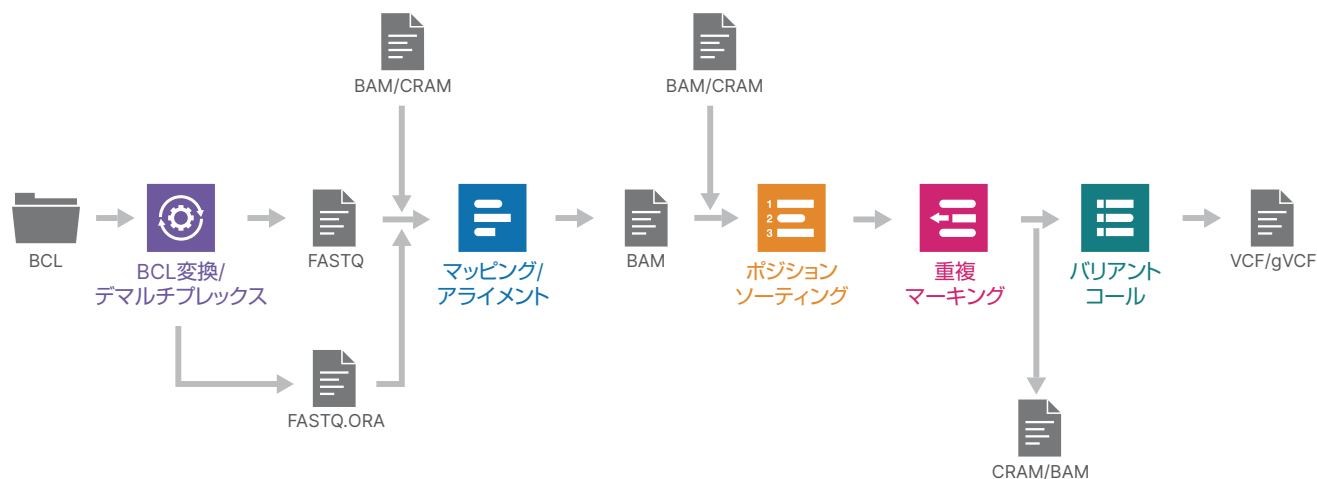 BAM/CRAM
BAM/CRAM
1
2
3
BCL
BCL変換/
デマルチプレックス
FASTQ
マッピング/
アライメント
BAM
ポジション
ソーティング
重複
マーキング
バリアント
コール
VCF/gVCF
FASTQ.ORA
CRAM/BAM